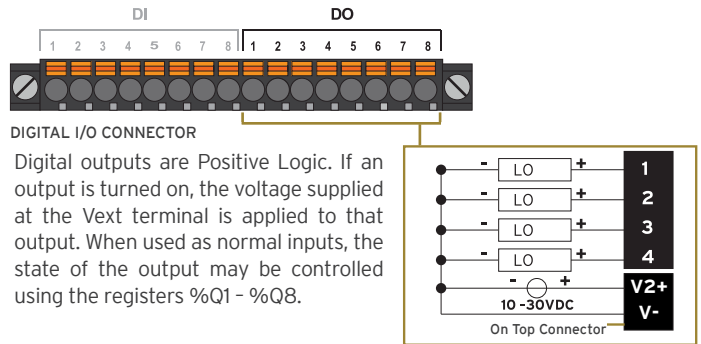 DI DO
1 2 3 4 5 6 7 8 1 2 3 4 5 6 7 8
DIGITAL I/O CONNECTOR
Digital outputs are Positive Logic. If an
output is turned on, the voltage supplied
at the Vext terminal is applied to that
output. When used as normal inputs, the
state of the output may be controlled
using the registers %Q1 – %Q8.
- LO + 1
- LO + 2
- LO + 3
- LO + 4
- + V2+
10 -30VDC V-
On Top Connector